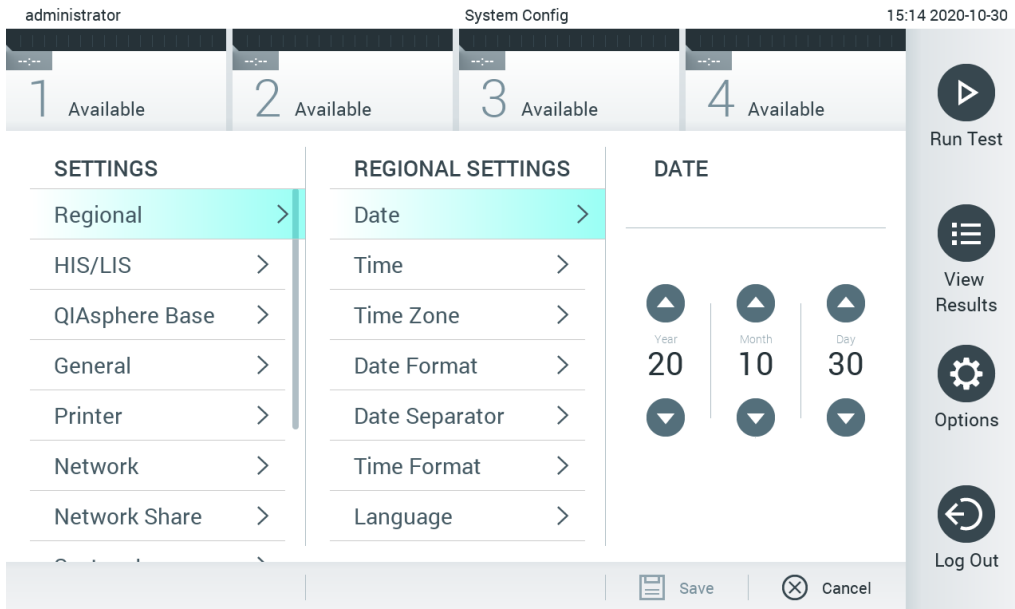 administrator System Config 15:14 2020-10-30
--:-- --:-- --:-- --:--
1 Available 2 Available 3 Available 4 Available
Run Test
SETTINGS REGIONAL SETTINGS DATE
Regional Date
HIS/LIS Time
View
Results
QIAsphere Base Time Zone
Year Month Day
20 10 30
General Date Format
Printer Date Separator
Options
Network Time Format
Network Share Language
Log Out
Save Cancel